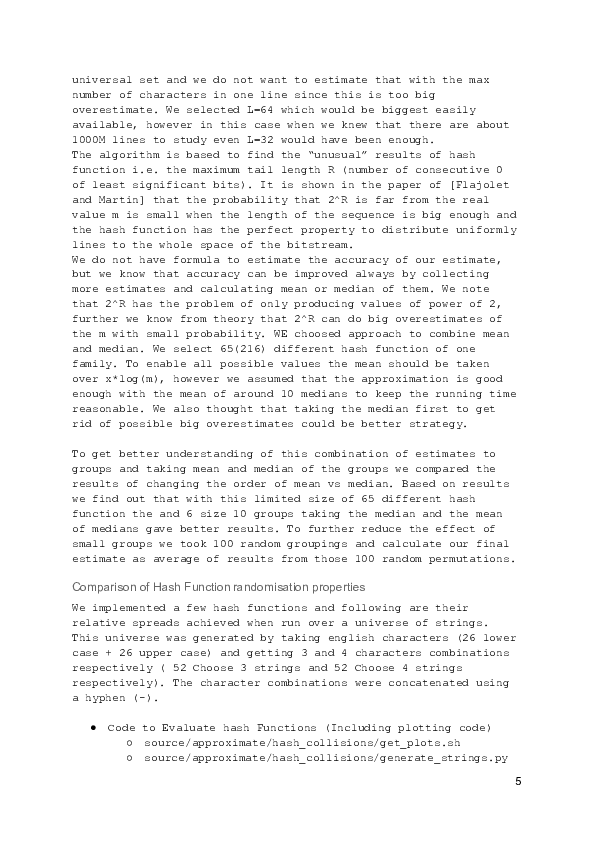 universal set and we do not want to estimate that with the max
number of characters in one line since this is too big
overestimate. We selected L=64 which would be biggest easily
available, however in this case when we knew that there are about
1000M lines to study even L=32 would have been enough.
The algorithm is based to find the “unusual” results of hash
function i.e. the maximum tail length R (number of consecutive 0
of least significant bits). It is shown in the paper of [Flajolet
and Martin] that the probability that 2^R is far from the real
value m is small when the length of the sequence is big enough and
the hash function has the perfect property to distribute uniformly
lines to the whole space of the bitstream.
We do not have formula to estimate the accuracy of our estimate,
but we know that accuracy can be improved always by collecting
more estimates and calculating mean or median of them. We note
that 2^R has the problem of only producing values of power of 2,
further we know from theory that 2^R can do big overestimates of
the m with small probability. WE choosed approach to combine mean
and median. We select 65(216) different hash function of one
family. To enable all possible values the mean should be taken
over x*log(m), however we assumed that the approximation is good
enough with the mean of around 10 medians to keep the running time
reasonable. We also thought that taking the median first to get
rid of possible big overestimates could be better strategy.
To get better understanding of this combination of estimates to
groups and taking mean and median of the groups we compared the
results of changing the order of mean vs median. Based on results
we find out that with this limited size of 65 different hash
function the and 6 size 10 groups taking the median and the mean
of medians gave better results. To further reduce the effect of
small groups we took 100 random groupings and calculate our final
estimate as average of results from those 100 random permutations.
Comparison of Hash Function randomisation properties
We implemented a few hash functions and following are their
relative spreads achieved when run over a universe of strings.
This universe was generated by taking english characters (26 lower
case + 26 upper case) and getting 3 and 4 characters combinations
respectively ( 52 Choose 3 strings and 52 Choose 4 strings
respectively). The character combinations were concatenated using
a hyphen (-).
● Code to Evaluate hash Functions (Including plotting code)
○ source/approximate/hash_collisions/get_plots.sh
○ source/approximate/hash_collisions/generate_strings.py
5